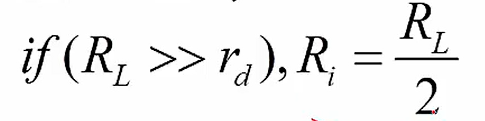 if (R_L >> r_d), R_i = R_L / 2